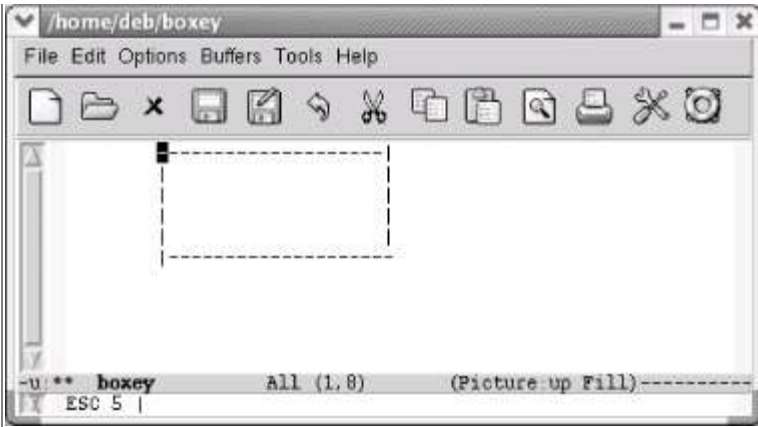 /home/deb/boxey
File Edit Options Buffers Tools Help
-u:** boxey All (1,8) (Picture:up Fill)----------
ESC 5 |